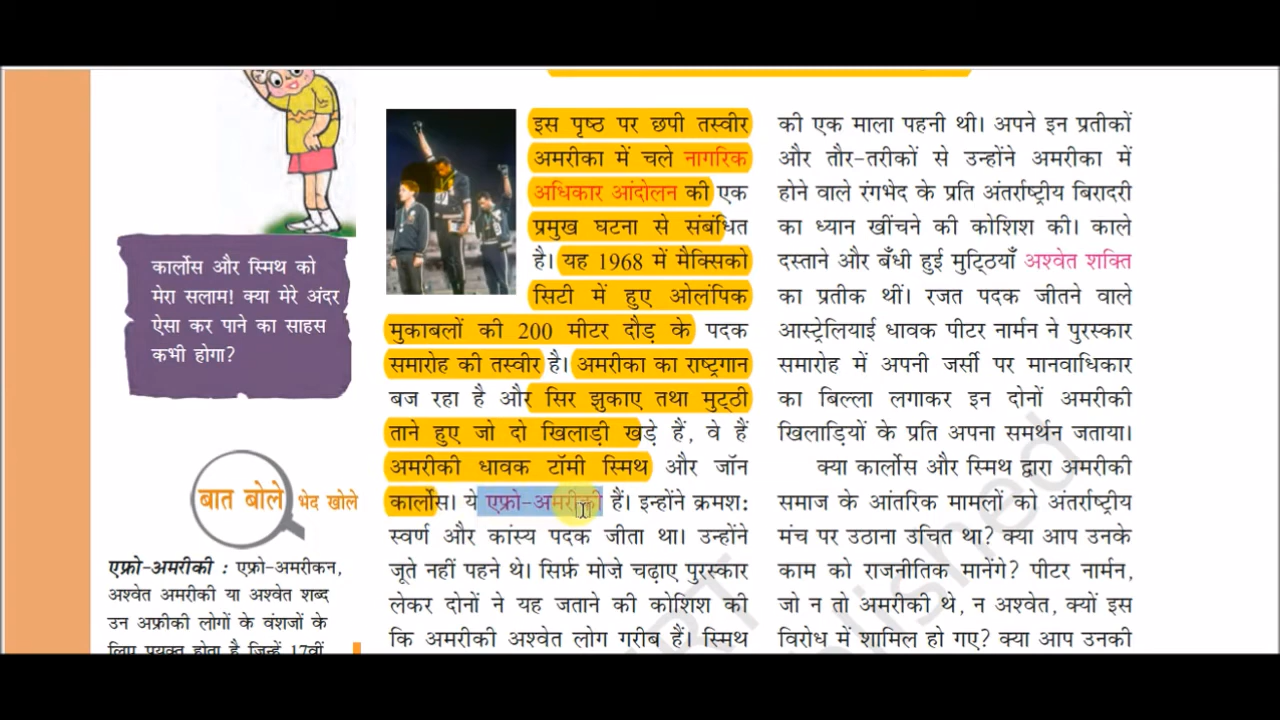 कार्लोस और स्मिथ को
मेरा सलाम! क्या मेरे अंदर
ऐसा कर पाने का साहस
कभी होगा?
बात बोले भेद खोले
एफ्रो-अमरीकी : एफ्रो-अमरीकन,
अश्वेत अमरीकी या अश्वेत शब्द
उन अफ्रीकी लोगों के वंशजों के
लिए प्रयुक्त होता है जिन्हें 17वीं
इस पृष्ठ पर छपी तस्वीर
अमरीका में चले नागरिक
अधिकार आंदोलन की एक
प्रमुख घटना से संबंधित
है। यह 1968 में मैक्सिको
सिटी में हुए ओलंपिक
मुकाबलों की 200 मीटर दौड़ के पदक
समारोह की तस्वीर है। अमरीका का राष्ट्रगान
बज रहा है और सिर झुकाए तथा मुट्ठी
ताने हुए जो दो खिलाड़ी खड़े हैं, वे हैं
अमरीकी धावक टॉमी स्मिथ और जॉन
कार्लोस। ये एफ्रो-अमरीकी हैं। इन्होंने क्रमश:
स्वर्ण और कांस्य पदक जीता था। उन्होंने
जूते नहीं पहने थे। सिर्फ़ मोज़े चढ़ाए पुरस्कार
लेकर दोनों ने यह जताने की कोशिश की
कि अमरीकी अश्वेत लोग गरीब हैं। स्मिथ
की एक माला पहनी थी। अपने इन प्रतीकों
और तौर-तरीकों से उन्होंने अमरीका में
होने वाले रंगभेद के प्रति अंतर्राष्ट्रीय बिरादरी
का ध्यान खींचने की कोशिश की। काले
दस्ताने और बँधी हुई मुट्ठियाँ अश्वेत शक्ति
का प्रतीक थीं। रजत पदक जीतने वाले
आस्ट्रेलियाई धावक पीटर नार्मन ने पुरस्कार
समारोह में अपनी जर्सी पर मानवाधिकार
का बिल्ला लगाकर इन दोनों अमरीकी
खिलाड़ियों के प्रति अपना समर्थन जताया।
क्या कार्लोस और स्मिथ द्वारा अमरीकी
समाज के आंतरिक मामलों को अंतर्राष्ट्रीय
मंच पर उठाना उचित था? क्या आप उनके
काम को राजनीतिक मानेंगे? पीटर नार्मन,
जो न तो अमरीकी थे, न अश्वेत, क्यों इस
विरोध में शामिल हो गए? क्या आप उनकी